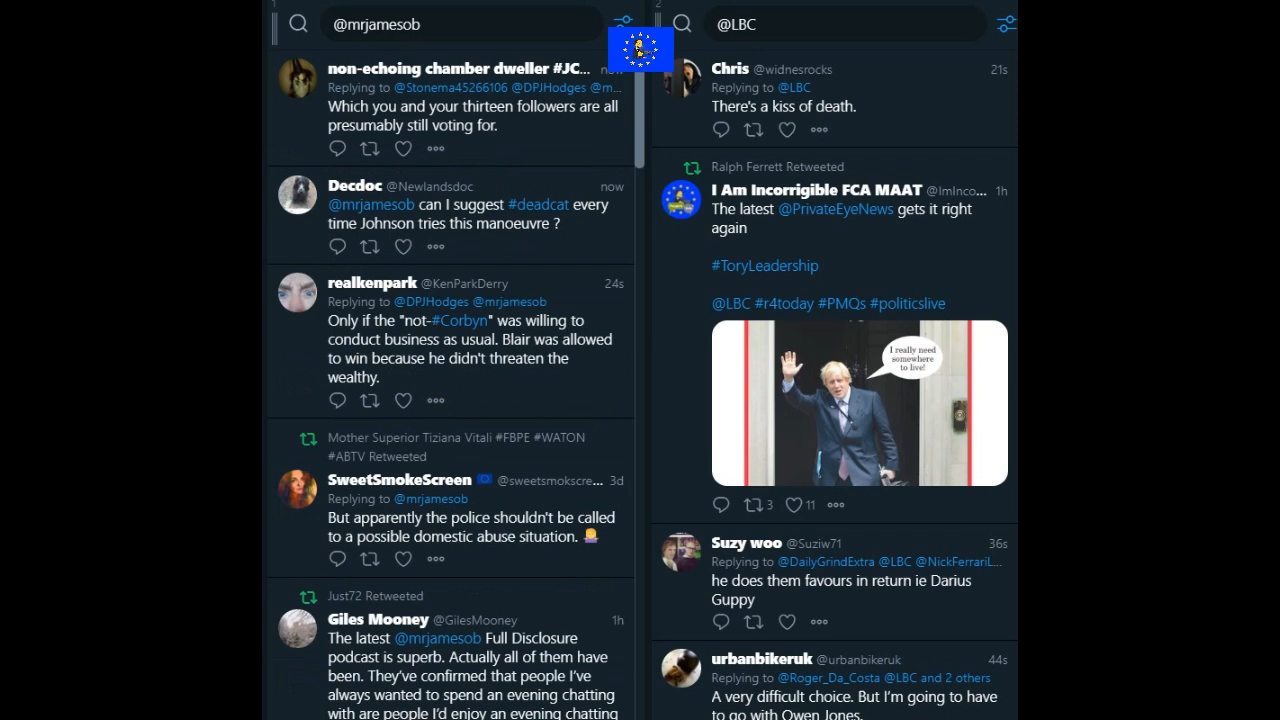 1
@mrjamesob
non-echoing chamber dweller #JC... now
Replying to @Stonema45266106 @DPJHodges @m...
Which you and your thirteen followers are all
presumably still voting for.
Decdoc @Newlandsdoc now
@mrjamesob can I suggest #deadcat every
time Johnson tries this manoeuvre ?
realkenpark @KenParkDerry 24s
Replying to @DPJHodges @mrjamesob
Only if the "not-#Corbyn" was willing to
conduct business as usual. Blair was allowed
to win because he didn't threaten the
wealthy.
Mother Superior Tiziana Vitali #FBPE #WATON
#ABTV Retweeted
SweetSmokeScreen @sweetsmokscre... 3d
Replying to @mrjamesob
But apparently the police shouldn't be called
to a possible domestic abuse situation.
Just72 Retweeted
Giles Mooney @GilesMooney 1h
The latest @mrjamesob Full Disclosure
podcast is superb. Actually all of them have
been. They've confirmed that people I've
always wanted to spend an evening chatting
with are people I'd enjoy an evening chatting
2
@LBC
Chris @widnesrocks 21s
Replying to @LBC
There's a kiss of death.
Ralph Ferrett Retweeted
I Am Incorrigible FCA MAAT @ImInco... 1h
The latest @PrivateEyeNews gets it right
again
#ToryLeadership
@LBC #r4today #PMQs #politicslive
I really need
somewhere
to live!
3 11
Suzy woo @Suziw71 36s
Replying to @DailyGrindExtra @LBC @NickFerrariL...
he does them favours in return ie Darius
Guppy
urbanbikeruk @urbanbikeruk 44s
Replying to @Roger_Da_Costa @LBC and 2 others
A very difficult choice. But I'm going to have
to go with Owen Jones.